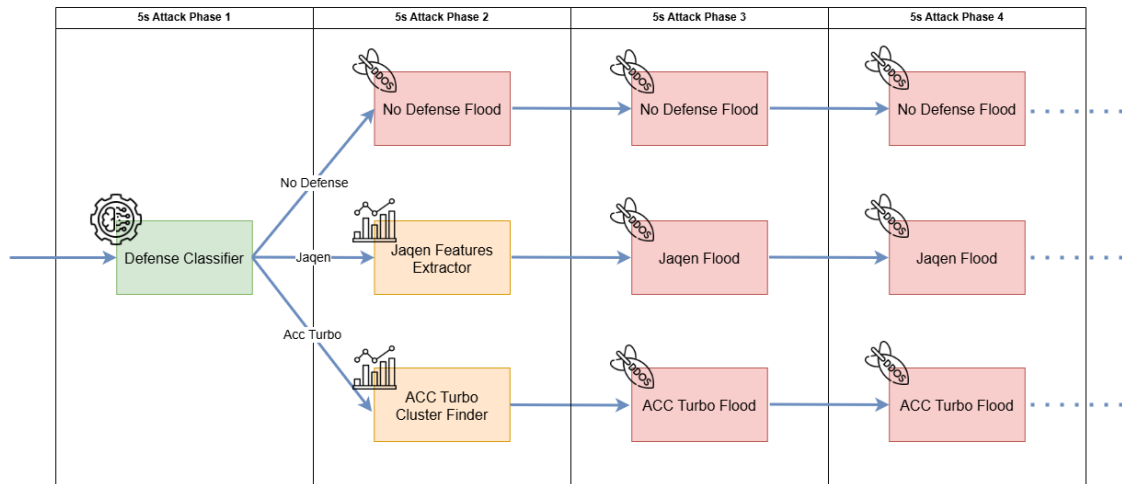 5s Attack Phase 1
5s Attack Phase 2
5s Attack Phase 3
5s Attack Phase 4
DDOS
No Defense Flood
DDOS
No Defense Flood
DDOS
No Defense Flood
No Defense
Defense Classifier
Jaqen
Jaqen Features
Extractor
DDOS
Jaqen Flood
DDOS
Jaqen Flood
Acc Turbo
ACC Turbo
Cluster Finder
DDOS
ACC Turbo Flood
DDOS
ACC Turbo Flood